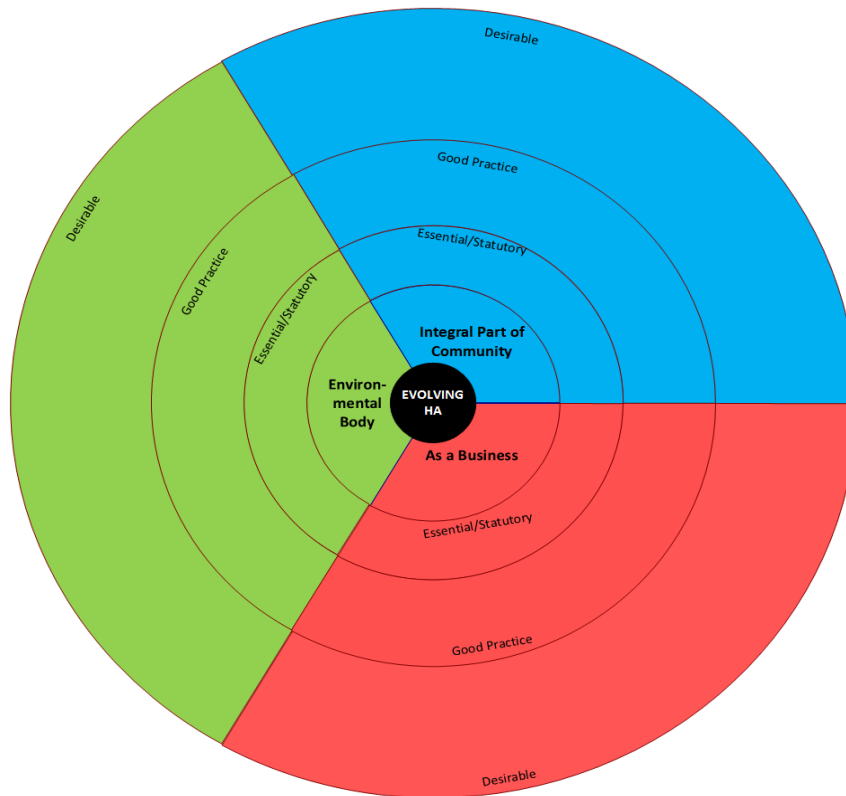 Desirable
Good Practice
Essential/Statutory
Integral Part of
Community
Desirable
Good Practice
Essential/Statutory
Environ-
mental
Body
EVOLVING
HA
As a Business
Essential/Statutory
Good Practice
Desirable